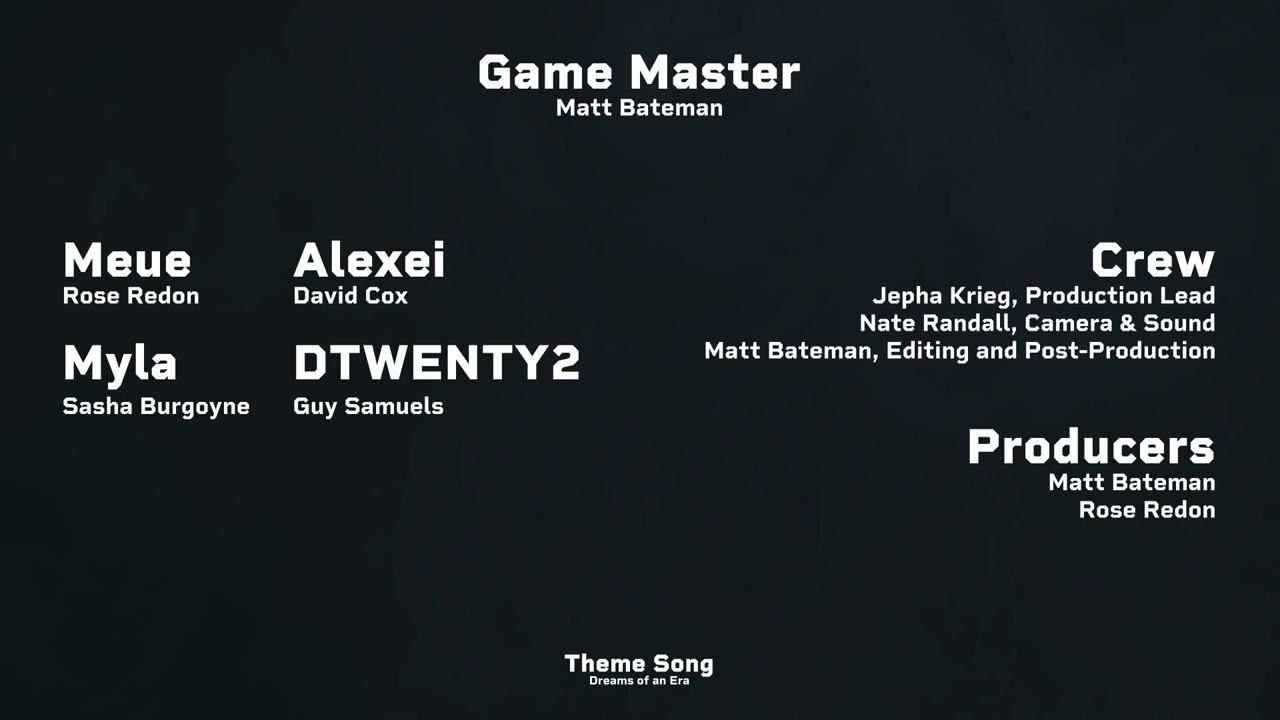 Game Master
Matt Bateman
Meue
Rose Redon
Alexei
David Cox
Myla
Sasha Burgoyne
DTWENTY2
Guy Samuels
Crew
Jepha Krieg, Production Lead
Nate Randall, Camera & Sound
Matt Bateman, Editing and Post-Production
Producers
Matt Bateman
Rose Redon
Theme Song
Dreams of an Era